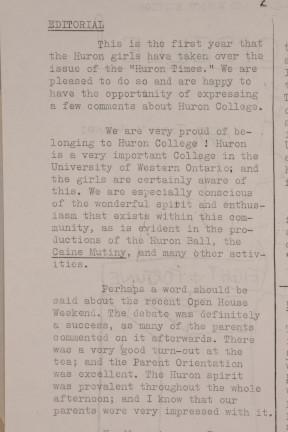 2
EDITORIAL
This is the first year that
the Huron girls have taken over the
issue of the "Huron Times." We are
pleased to do so and are happy to
have the opportunity of expressing
a few comments about Huron College.
We are very proud of be-
longing to Huron College ! Huron
is a very important College in the
University of Western Ontario; and
the girls are certainly aware of
this. We are especially conscious
of the wonderful spirit and enthus-
iasm that exists within this com-
munity, as is evident in the pro-
ductions of the Huron Ball, the
Caine Mutiny, and many other activ-
ities.
Perhaps a word should be
said about the recent Open House
Weekend. The debate was definitely
a success, as many of the parents
commented on it afterwards. There
was a very good turn-out at the
tea; and the Parent Orientation
was excellent. The Huron spirit
was prevalent throughout the whole
afternoon; and I know that our
parents were very impressed with it.